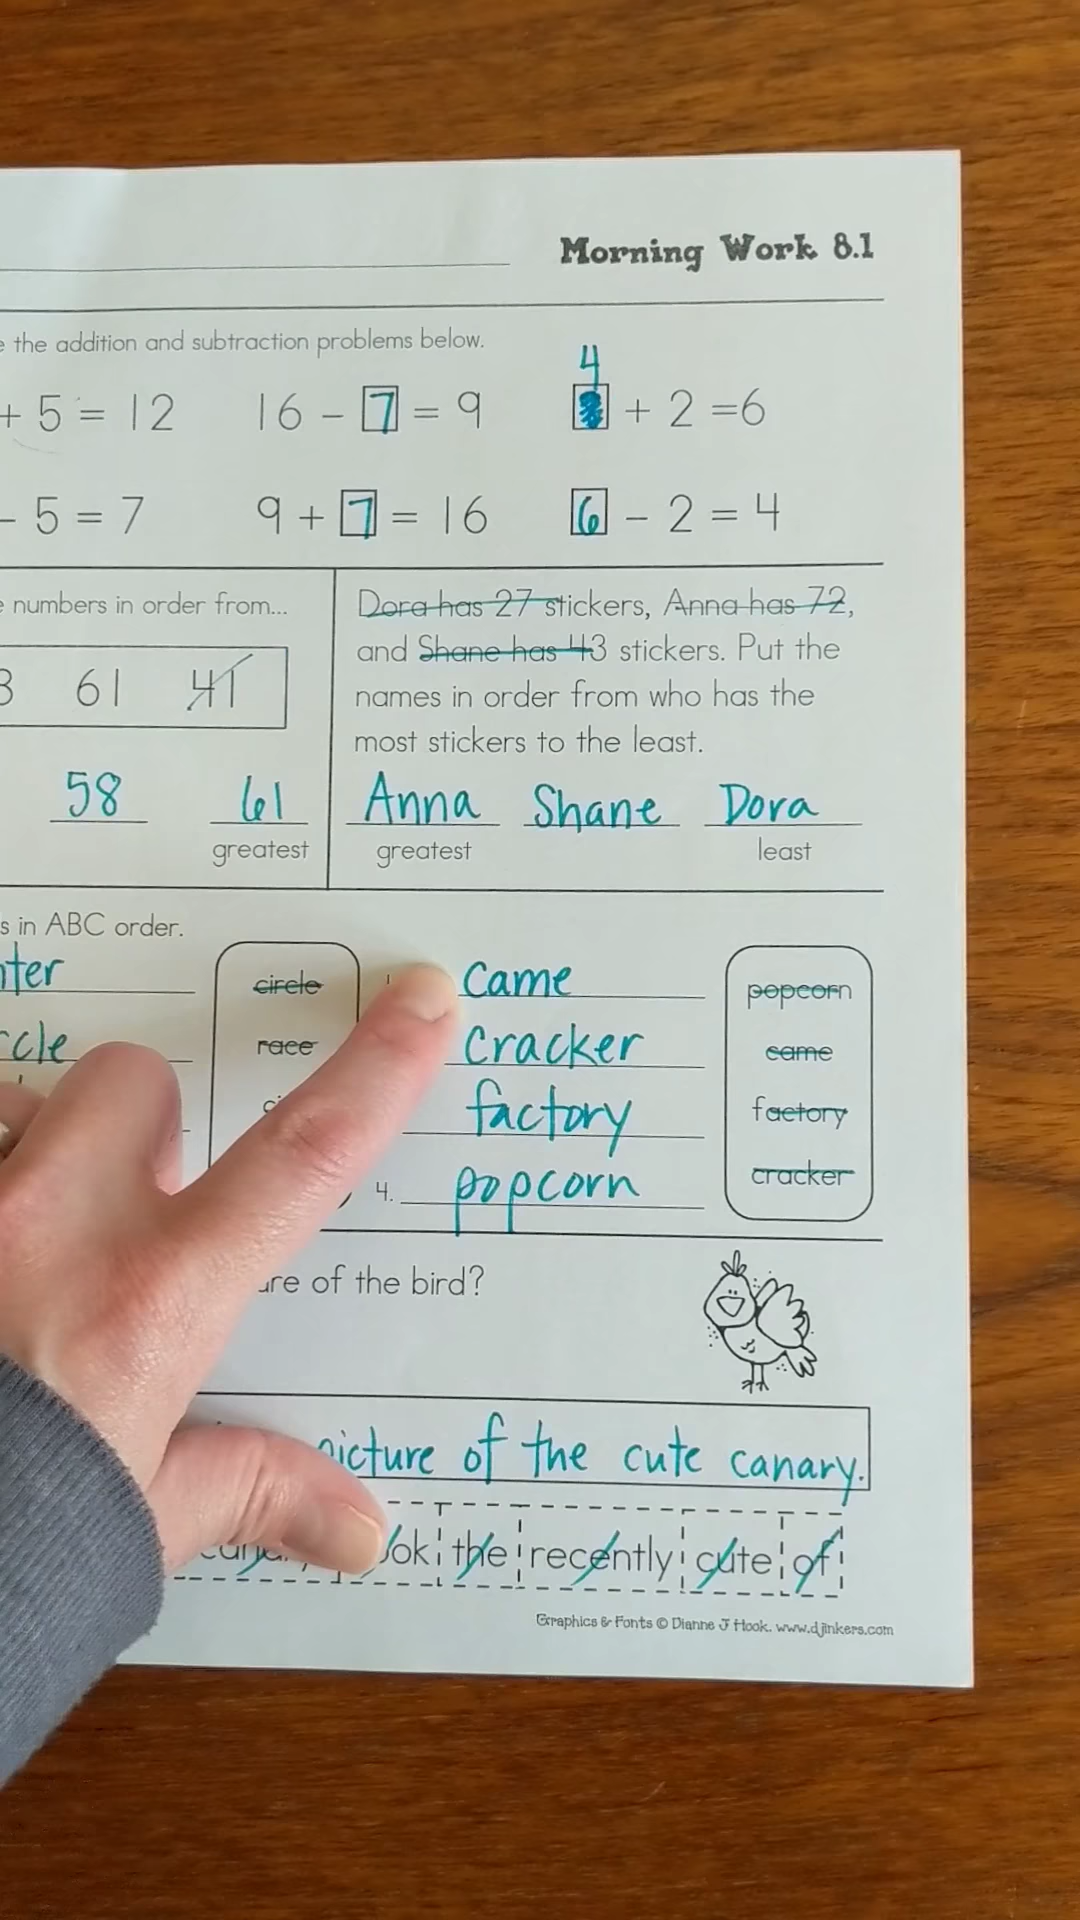 Morning Work 8.1
the addition and subtraction problems below.
+ 5 = 12 16 - 7 = 9 4 + 2 =6
- 5 = 7 9 + 7 = 16 6 - 2 = 4
numbers in order from...
61 41
58 61
greatest
Dora has 27 stickers, Anna has 72,
and Shane has 43 stickers. Put the
names in order from who has the
most stickers to the least.
Anna Shane Dora
greatest least
in ABC order.
circle
race
came
cracker
factory
4. popcorn
popcorn
came
factory
cracker
of the bird?
picture of the cute canary.
the recently cute of
Graphics & Fonts © Dianne J Hook. www.djinkers.com